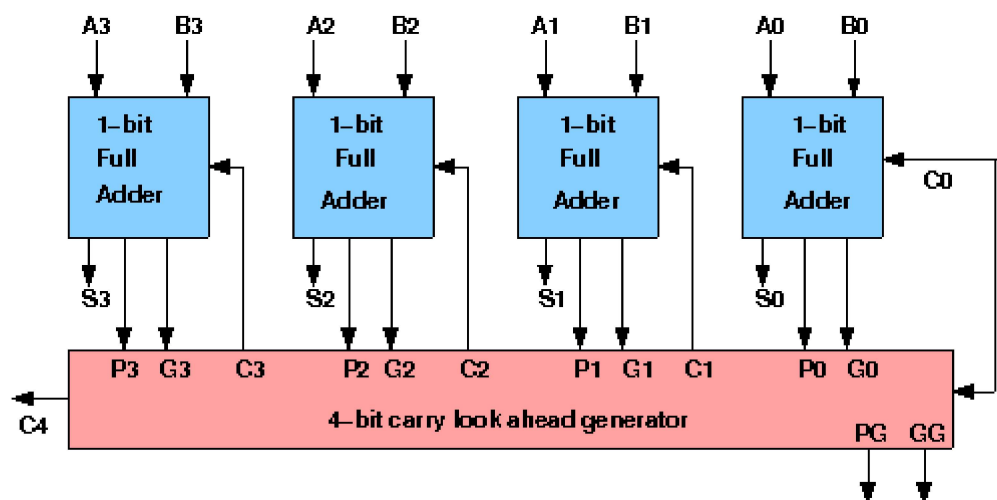 A3 B3 A2 B2 A1 B1 A0 B0
1–bit Full Adder
1–bit Full Adder
1–bit Full Adder
1–bit Full Adder
C0
S3 S2 S1 S0
P3 G3 C3 P2 G2 C2 P1 G1 C1 P0 G0
C4
4–bit carry look ahead generator
PG GG